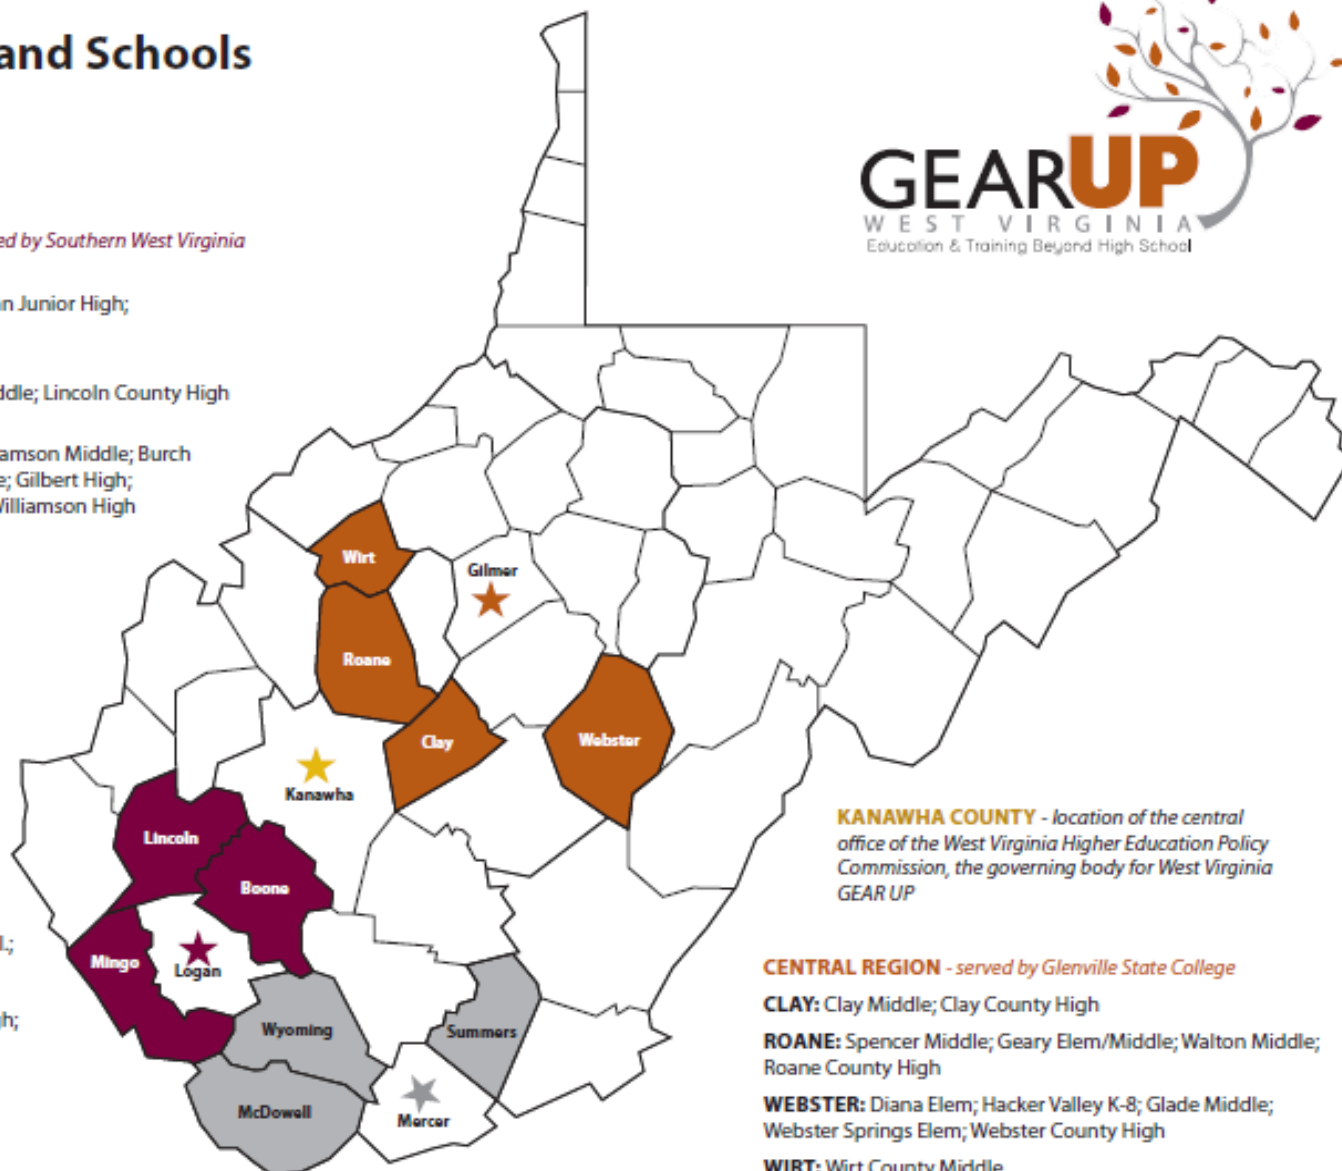 and Schools
GEARUP
WEST VIRGINIA
Education & Training Beyond High School
by Southern West Virginia
Junior High;
Lincoln County High
Middle; Burch
Gilbert High;
Williamson High
Wirt
Gilmer
Roane
Clay
Webster
Kanawha
Lincoln
Boone
Mingo
Logan
Wyoming
Summers
McDowell
Mercer
KANAWHA COUNTY - location of the central
office of the West Virginia Higher Education Policy
Commission, the governing body for West Virginia
GEAR UP
CENTRAL REGION - served by Glenville State College
CLAY: Clay Middle; Clay County High
ROANE: Spencer Middle; Geary Elem/Middle; Walton Middle;
Roane County High
WEBSTER: Diana Elem; Hacker Valley K-8; Glade Middle;
Webster Springs Elem; Webster County High
WIRT: Wirt County Middle